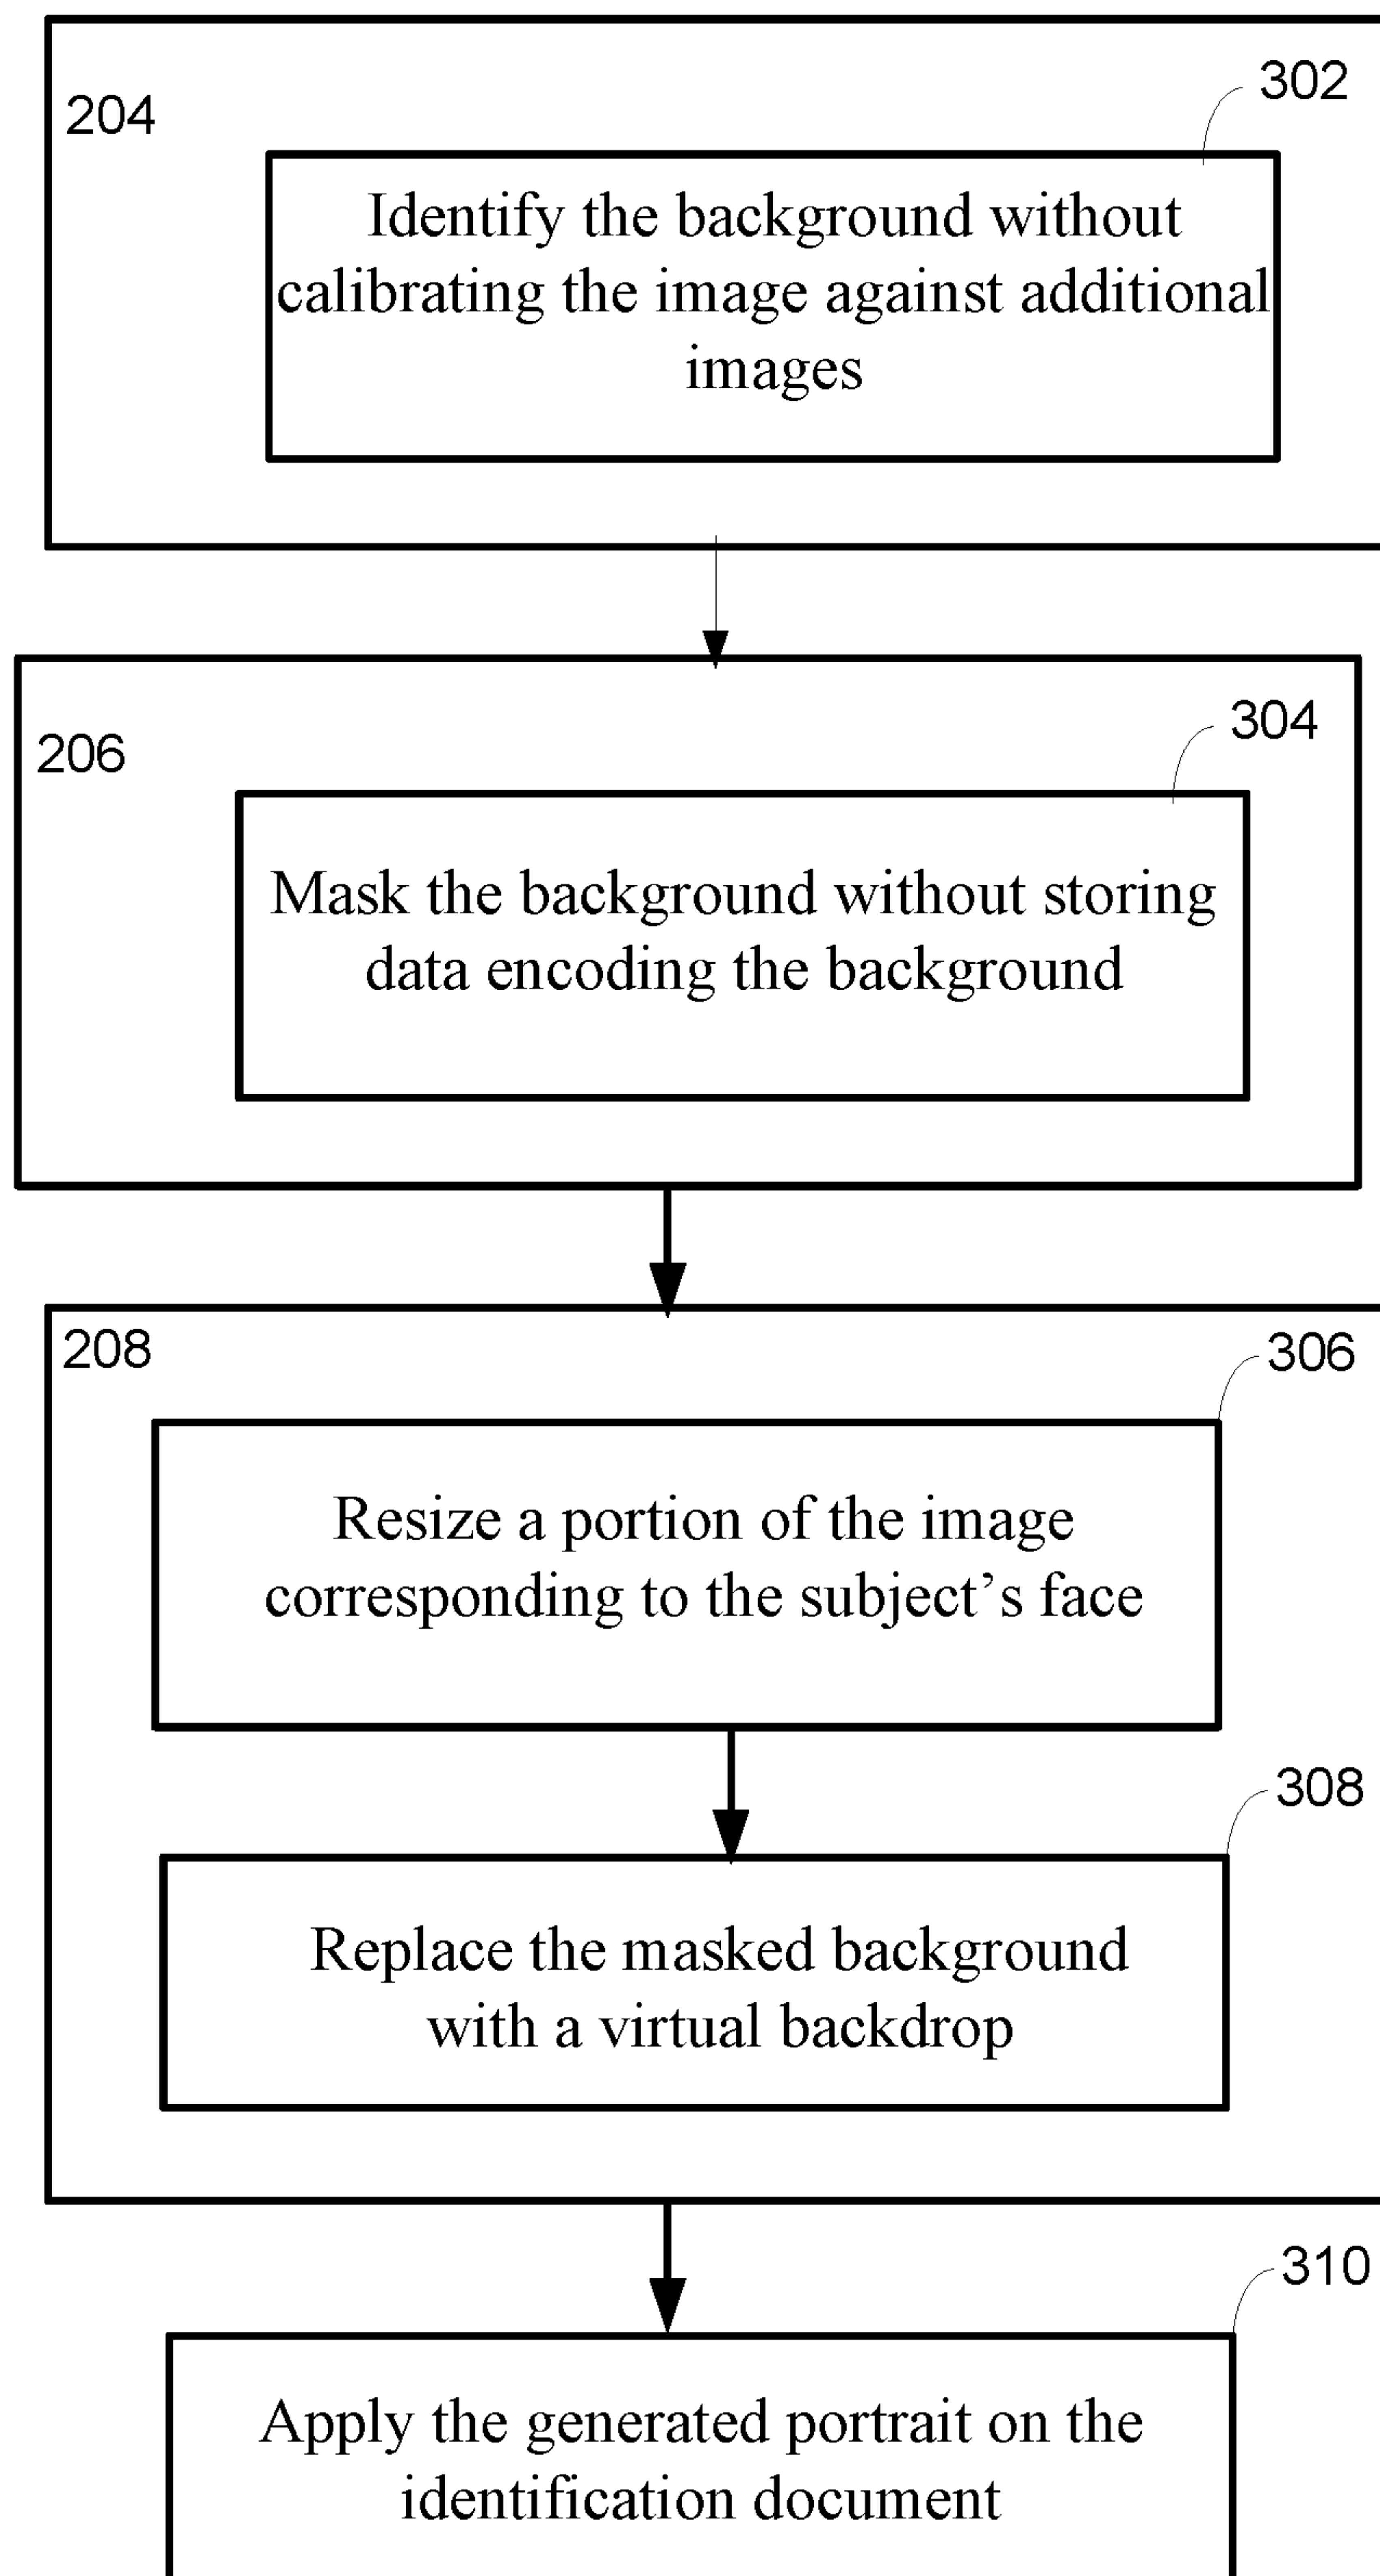 302
204
Identify the background without
calibrating the image against additional
images
304
206
Mask the background without storing
data encoding the background
208
306
Resize a portion of the image
corresponding to the subject’s face
308
Replace the masked background
with a virtual backdrop
310
Apply the generated portrait on the
identification document